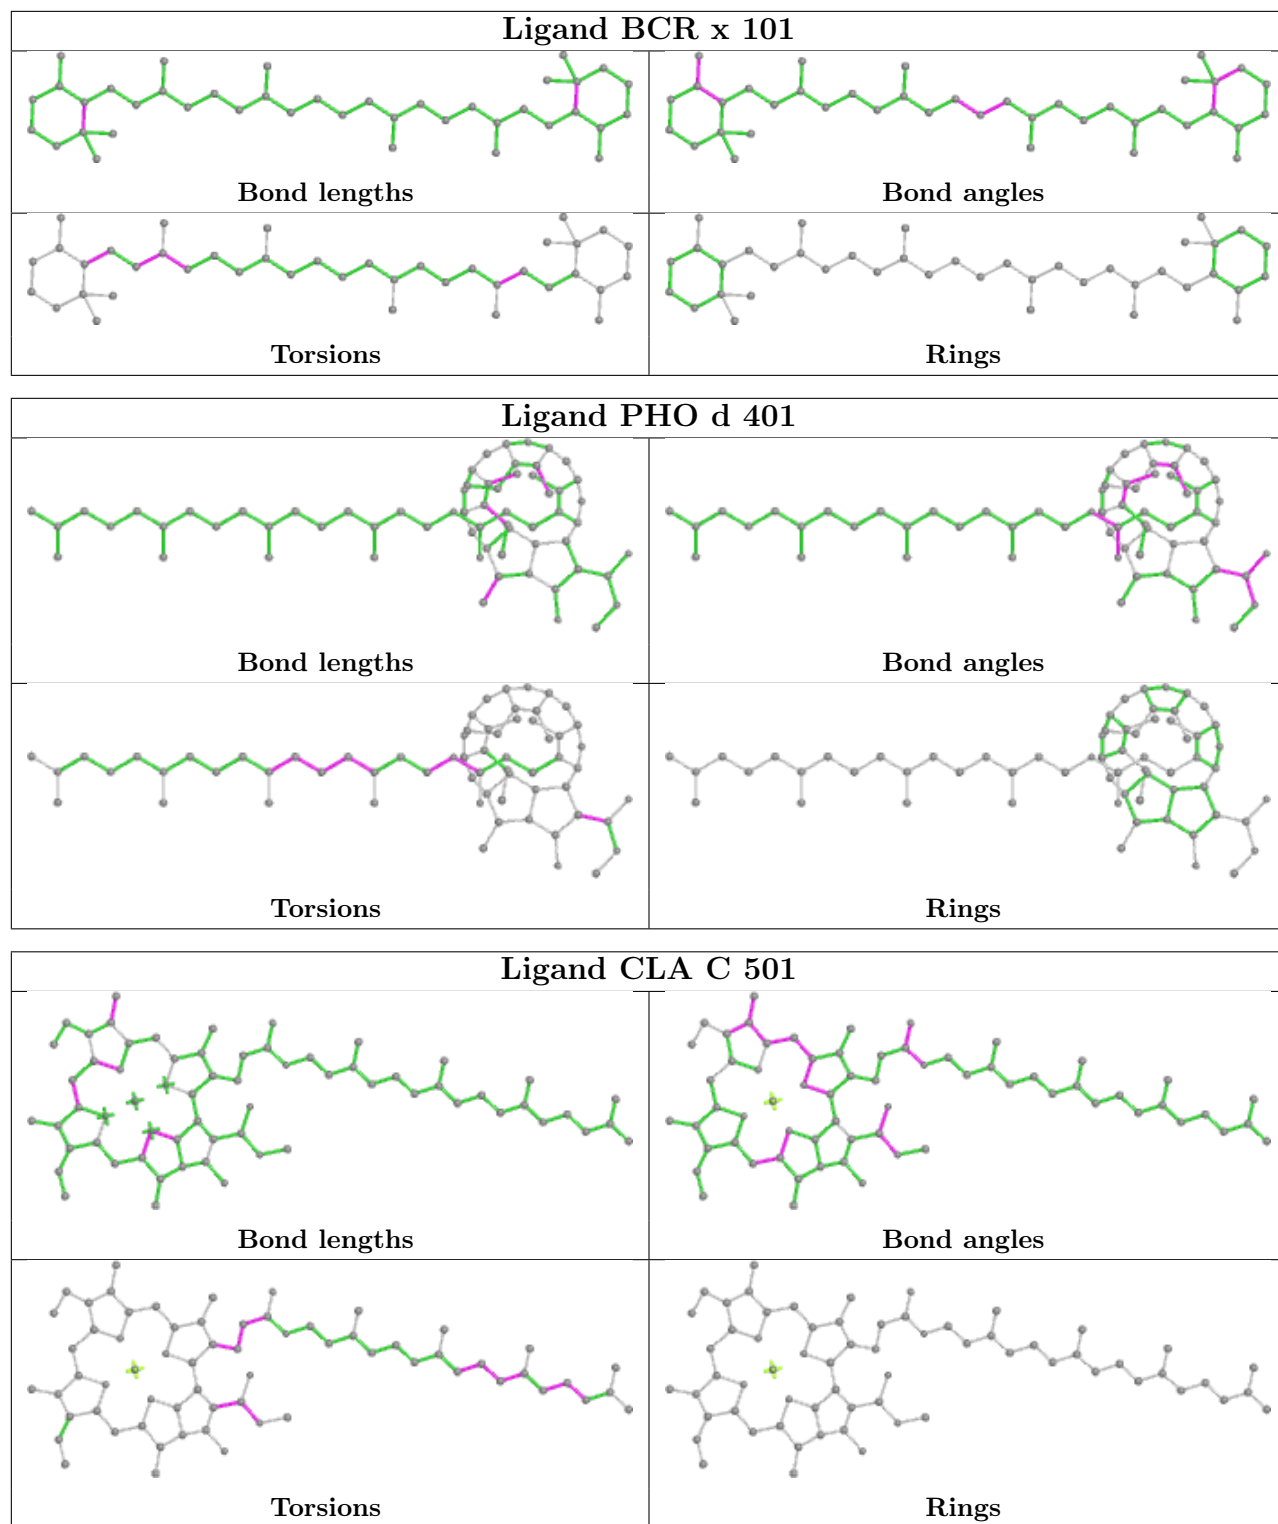 Ligand BCR x 101
Bond lengths
Bond angles
Torsions
Rings
Ligand PHO d 401
Bond lengths
Bond angles
Torsions
Rings
Ligand CLA C 501
Bond lengths
Bond angles
Torsions
Rings